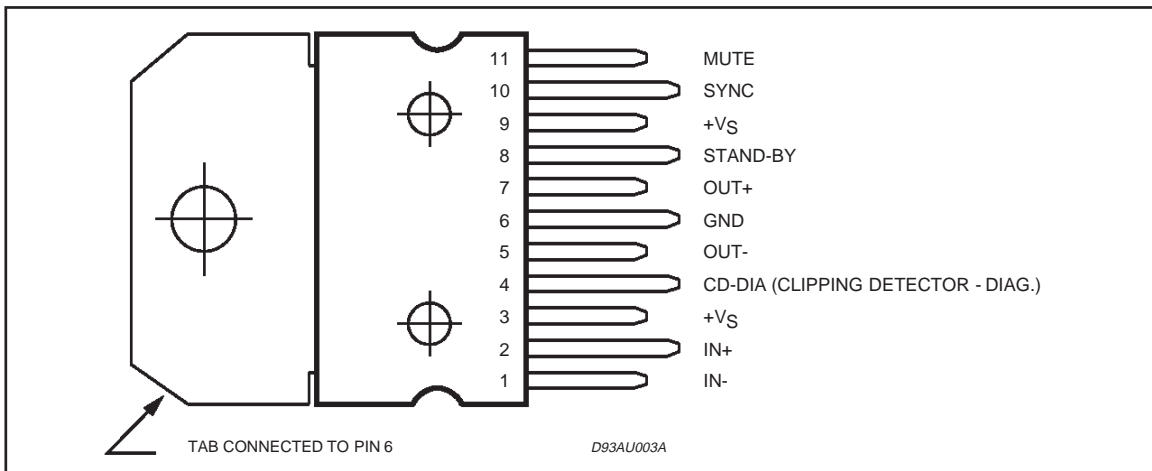 11 MUTE
10 SYNC
9 +VS
8 STAND-BY
7 OUT+
6 GND
5 OUT-
4 CD-DIA (CLIPPING DETECTOR - DIAG.)
3 +VS
2 IN+
1 IN-
TAB CONNECTED TO PIN 6 D93AU003A